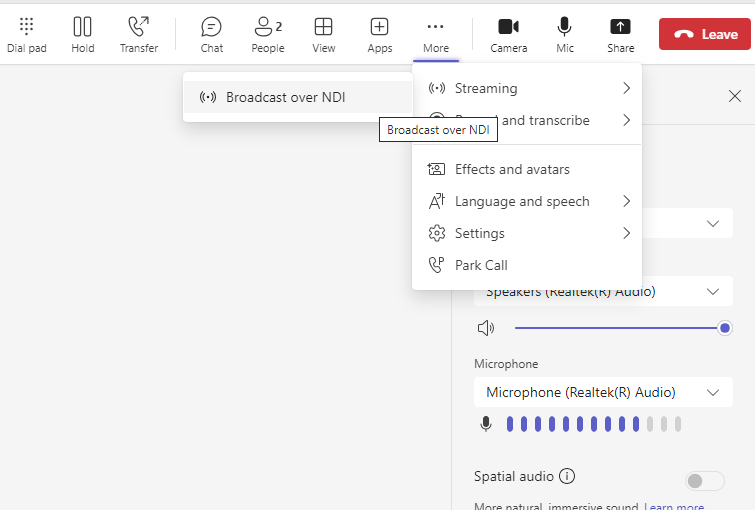 Dial pad
Hold
Transfer
Chat
2
People
View
Apps
More
Camera
Mic
Share
Leave
Broadcast over NDI
Streaming
Broadcast over NDI
and transcribe
Effects and avatars
Language and speech
Settings
Park Call
Speakers (Realtek(R) Audio)
Microphone
Microphone (Realtek(R) Audio)
Spatial audio
More natural, immersive sound. Learn more